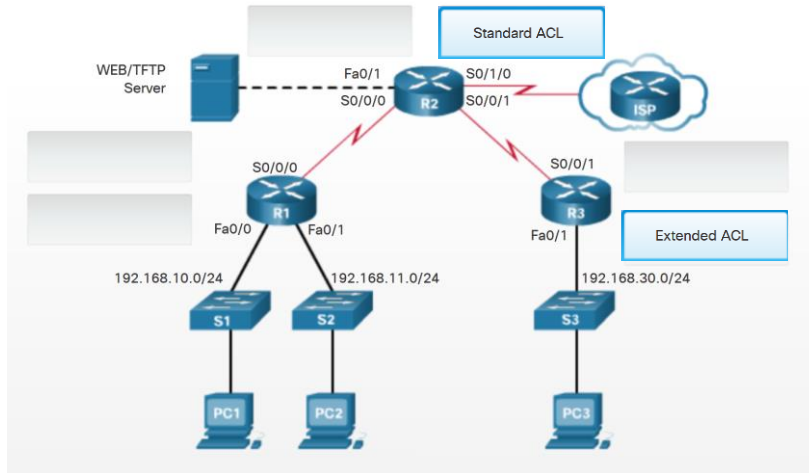 Standard ACL
WEB/TFTP
Server
Fa0/1
S0/1/0
S0/0/0
R2
S0/0/1
ISP
S0/0/0
S0/0/1
R1
R3
Fa0/0
Fa0/1
Fa0/1
Extended ACL
192.168.10.0/24
192.168.11.0/24
192.168.30.0/24
S1
S2
S3
PC1
PC2
PC3